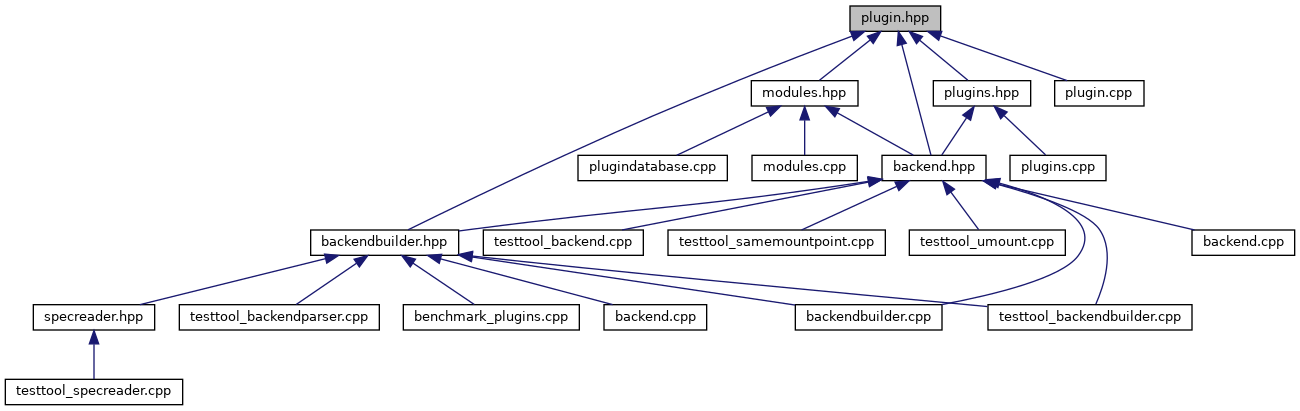 plugin.hpp
modules.hpp
plugins.hpp
plugin.cpp
plugindatabase.cpp
modules.cpp
backend.hpp
plugins.cpp
backendbuilder.hpp
testtool_backend.cpp
testtool_samemountpoint.cpp
testtool_umount.cpp
backend.cpp
specreader.hpp
testtool_backendparser.cpp
benchmark_plugins.cpp
backend.cpp
backendbuilder.cpp
testtool_backendbuilder.cpp
testtool_specreader.cpp